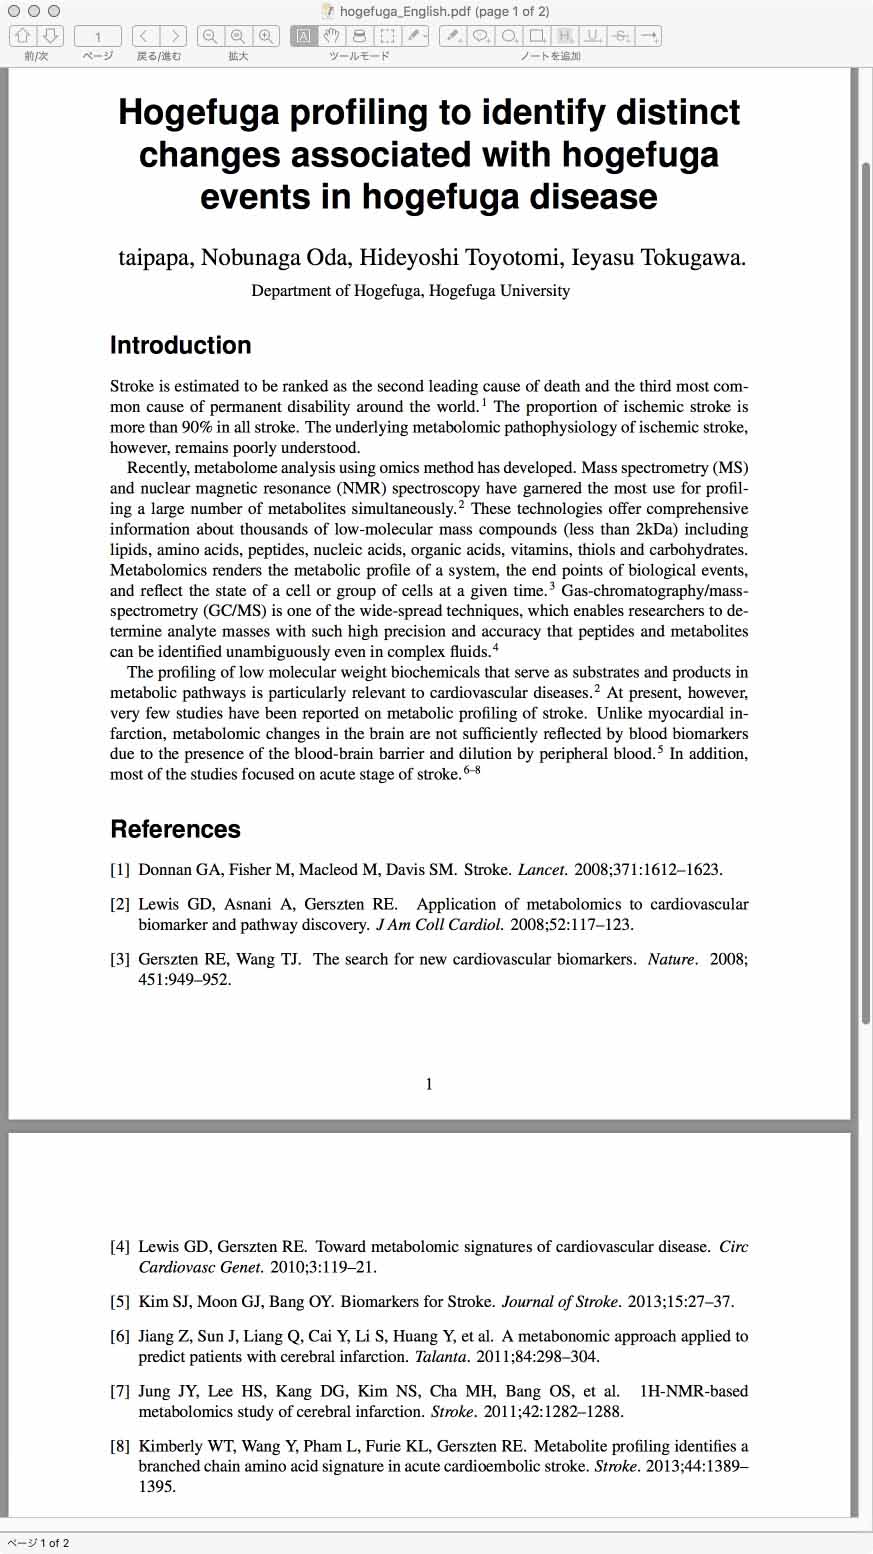 hogefuga_English.pdf (page 1 of 2)
1
前/次 ページ 戻る/進む 拡大 ツールモード ノートを追加
Hogefuga profiling to identify distinct
changes associated with hogefuga
events in hogefuga disease
taipapa, Nobunaga Oda, Hideyoshi Toyotomi, Ieyasu Tokugawa.
Department of Hogefuga, Hogefuga University
Introduction
Stroke is estimated to be ranked as the second leading cause of death and the third most com-
mon cause of permanent disability around the world.1 The proportion of ischemic stroke is
more than 90% in all stroke. The underlying metabolomic pathophysiology of ischemic stroke,
however, remains poorly understood.
Recently, metabolome analysis using omics method has developed. Mass spectrometry (MS)
and nuclear magnetic resonance (NMR) spectroscopy have garnered the most use for profil-
ing a large number of metabolites simultaneously.2 These technologies offer comprehensive
information about thousands of low-molecular mass compounds (less than 2kDa) including
lipids, amino acids, peptides, nucleic acids, organic acids, vitamins, thiols and carbohydrates.
Metabolomics renders the metabolic profile of a system, the end points of biological events,
and reflect the state of a cell or group of cells at a given time.3 Gas-chromatography/mass-
spectrometry (GC/MS) is one of the wide-spread techniques, which enables researchers to de-
termine analyte masses with such high precision and accuracy that peptides and metabolites
can be identified unambiguously even in complex fluids.4
The profiling of low molecular weight biochemicals that serve as substrates and products in
metabolic pathways is particularly relevant to cardiovascular diseases.2 At present, however,
very few studies have been reported on metabolic profiling of stroke. Unlike myocardial in-
farction, metabolomic changes in the brain are not sufficiently reflected by blood biomarkers
due to the presence of the blood-brain barrier and dilution by peripheral blood.5 In addition,
most of the studies focused on acute stage of stroke.6–8
References
[1] Donnan GA, Fisher M, Macleod M, Davis SM. Stroke. Lancet. 2008;371:1612–1623.
[2] Lewis GD, Asnani A, Gerszten RE. Application of metabolomics to cardiovascular
biomarker and pathway discovery. J Am Coll Cardiol. 2008;52:117–123.
[3] Gerszten RE, Wang TJ. The search for new cardiovascular biomarkers. Nature. 2008;
451:949–952.
1
[4] Lewis GD, Gerszten RE. Toward metabolomic signatures of cardiovascular disease. Circ
Cardiovasc Genet. 2010;3:119–21.
[5] Kim SJ, Moon GJ, Bang OY. Biomarkers for Stroke. Journal of Stroke. 2013;15:27–37.
[6] Jiang Z, Sun J, Liang Q, Cai Y, Li S, Huang Y, et al. A metabonomic approach applied to
predict patients with cerebral infarction. Talanta. 2011;84:298–304.
[7] Jung JY, Lee HS, Kang DG, Kim NS, Cha MH, Bang OS, et al. 1H-NMR-based
metabolomics study of cerebral infarction. Stroke. 2011;42:1282–1288.
[8] Kimberly WT, Wang Y, Pham L, Furie KL, Gerszten RE. Metabolite profiling identifies a
branched chain amino acid signature in acute cardioembolic stroke. Stroke. 2013;44:1389–
1395.
ページ 1 of 2